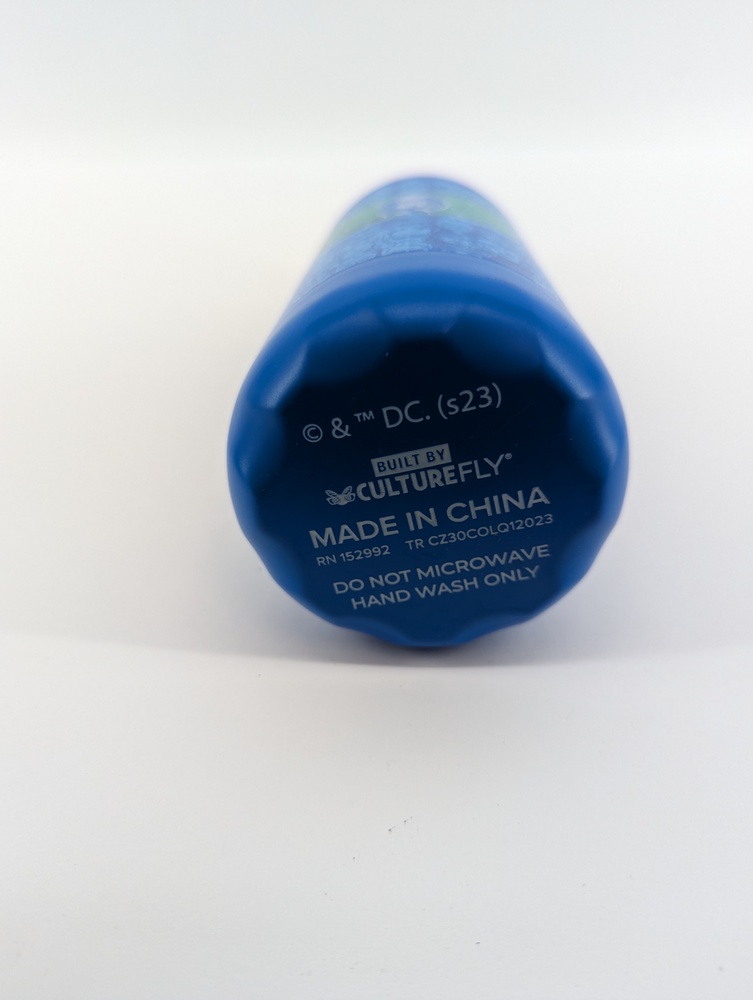 © & ™ DC. (s23)
BUILT BY
CULTUREFLY®
MADE IN CHINA
RN 152992 TR CZ30COLQ12023
DO NOT MICROWAVE
HAND WASH ONLY